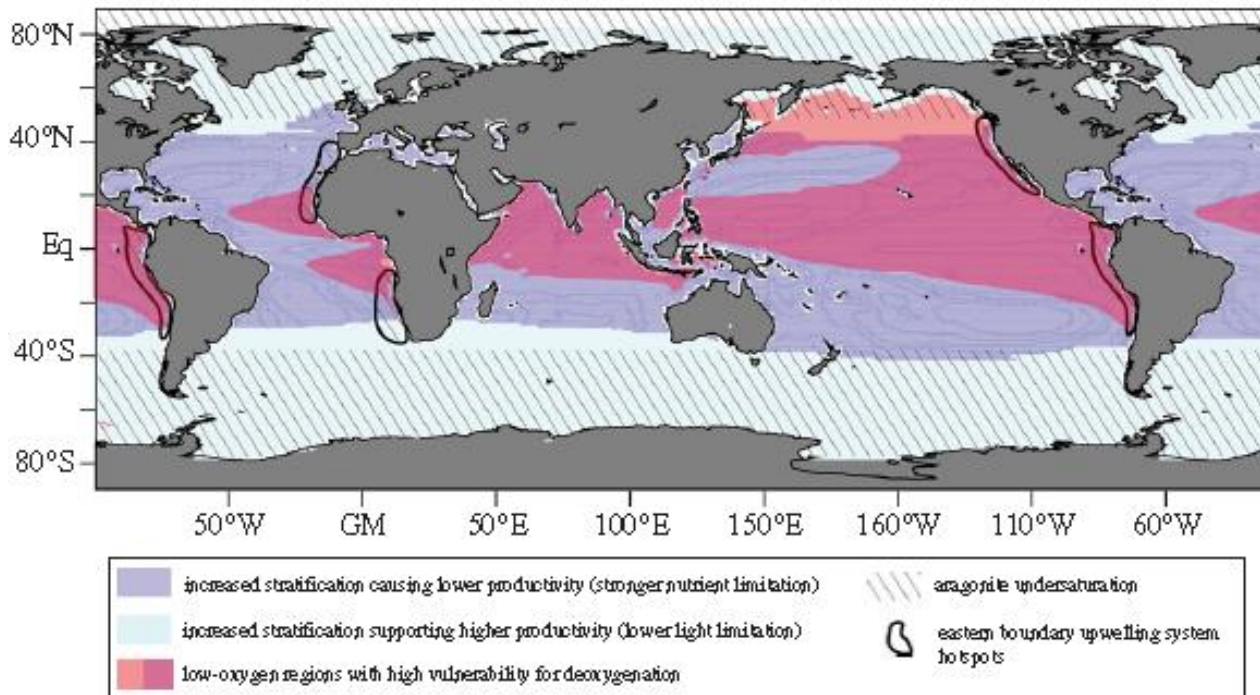 80°N
40°N
Eq
40°S
80°S
50°W GM 50°E 100°E 150°E 160°W 110°W 60°W
increased stratification causing lower productivity (stronger nutrient limitation)
increased stratification supporting higher productivity (lower light limitation)
low-oxygen regions with high vulnerability for deoxygenation
aragonite undersaturation
eastern boundary upwelling system
hotspots